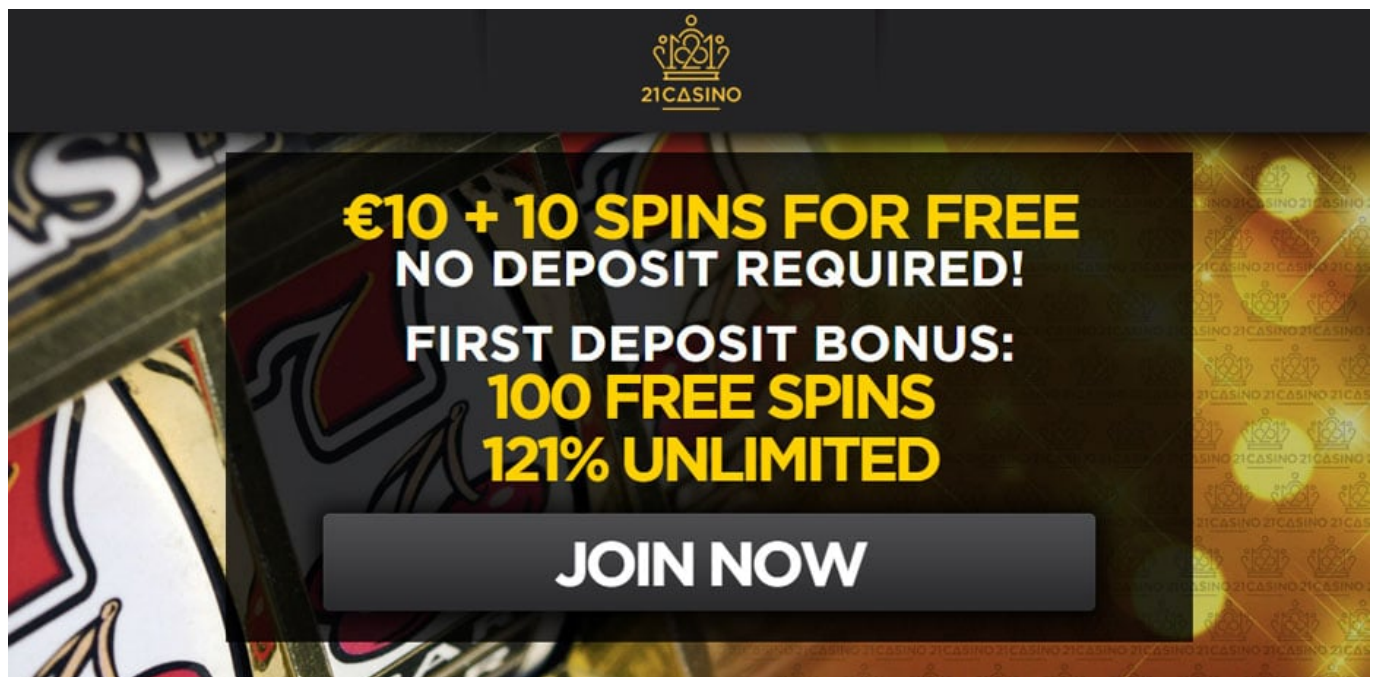 21CASINO
€10 + 10 SPINS FOR FREE
NO DEPOSIT REQUIRED!
FIRST DEPOSIT BONUS:
100 FREE SPINS
121% UNLIMITED
JOIN NOW